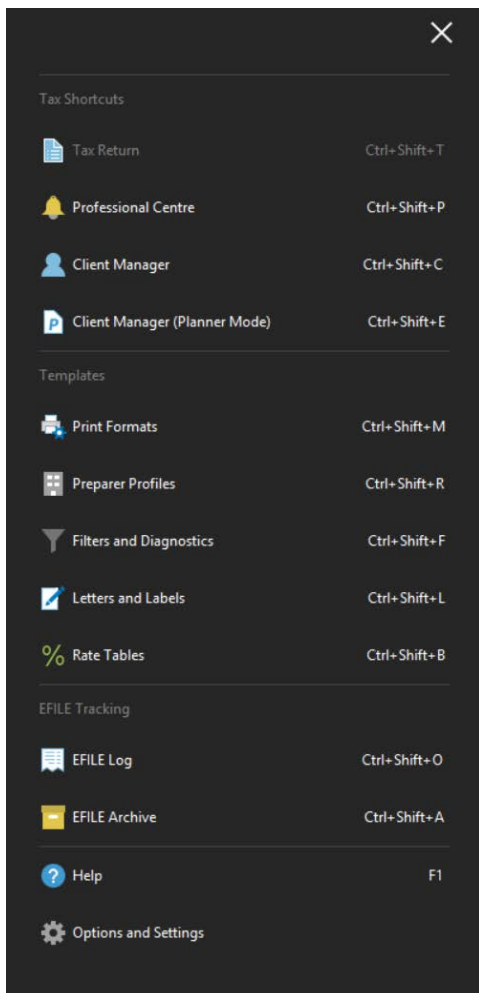 Tax Shortcuts
Tax Return Ctrl+Shift+T
Professional Centre Ctrl+Shift+P
Client Manager Ctrl+Shift+C
P Client Manager (Planner Mode) Ctrl+Shift+E
Templates
Print Formats Ctrl+Shift+M
Preparer Profiles Ctrl+Shift+R
Filters and Diagnostics Ctrl+Shift+F
Letters and Labels Ctrl+Shift+L
% Rate Tables Ctrl+Shift+B
EFILE Tracking
EFILE Log Ctrl+Shift+O
EFILE Archive Ctrl+Shift+A
? Help F1
Options and Settings